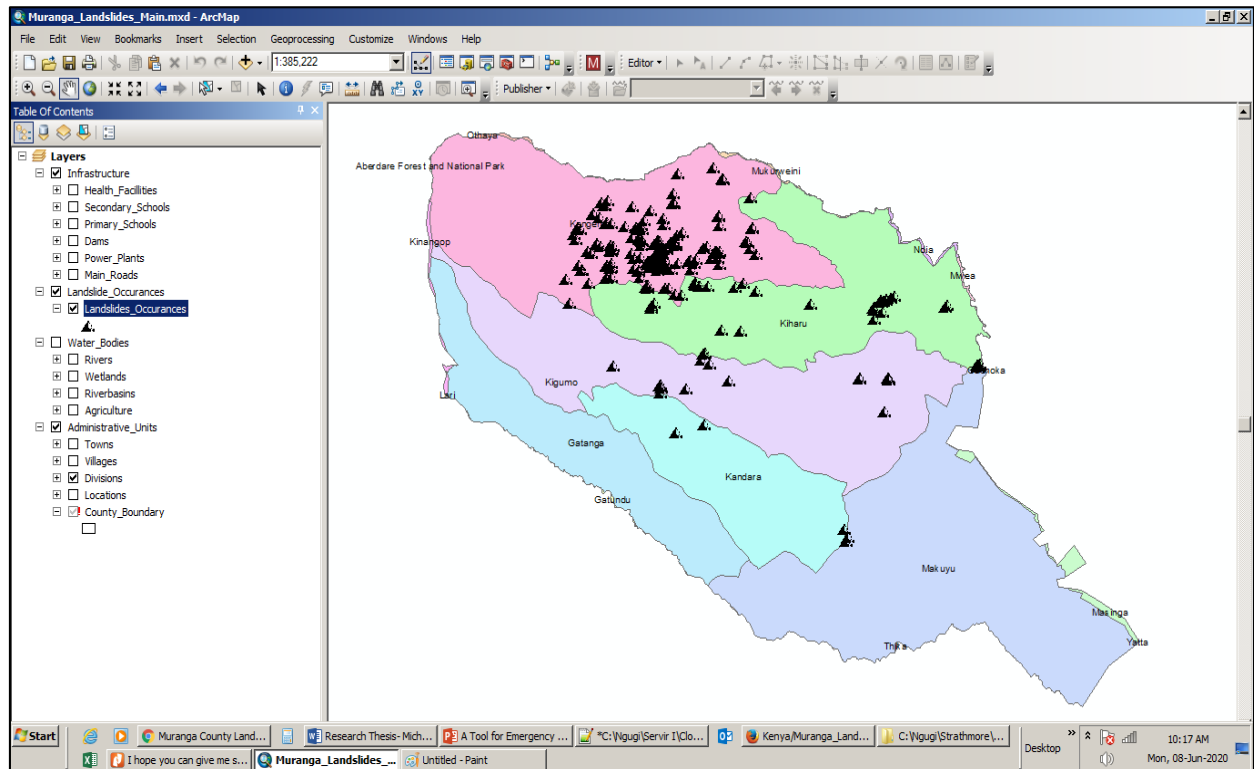 Muranga_Landslides_Main.mxd - ArcMap
File Edit View Bookmarks Insert Selection Geoprocessing Customize Windows Help
1:385,222
Editor
Publisher
Table Of Contents
Layers
Infrastructure
Health_Facilities
Secondary_Schools
Primary_Schools
Dams
Power_Plants
Main_Roads
Landslide_Occurances
Landslides_Occurances
Water_Bodies
Rivers
Wetlands
Riverbasins
Agriculture
Administrative_Units
Towns
Villages
Divisions
Locations
County_Boundary
Othaya
Aberdare Forest and National Park
Mukurweini
Kinangop
Ndia
Mwea
Kiharu
Kigumo
Lari
Gatanga
Kandara
Gatundu
Makuyu
Masinga
Yatta
Thika
Start
Muranga County Land...
Research Thesis- Mich...
A Tool for Emergency ...
*C:\Ngugi\Servir I\Clo...
Kenya/Muranga_Land...
C:\Ngugi\Strathmore\...
Desktop
10:17 AM
Mon, 08-Jun-2020
I hope you can give me s...
Muranga_Landslides_...
Untitled - Paint